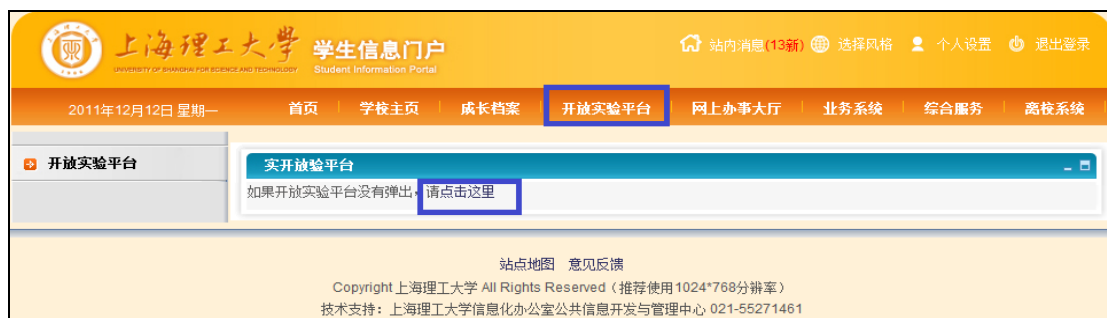 上海理工大学 学生信息门户
UNIVERSITY OF SHANGHAI FOR SCIENCE AND TECHNOLOGY Student Information Portal
站内消息(13新) 选择风格 个人设置 退出登录
2011年12月12日 星期一 首页 学校主页 成长档案 开放实验平台 网上办事大厅 业务系统 综合服务 离校系统
开放实验平台
实开放验平台
如果开放实验平台没有弹出，请点击这里
站点地图 意见反馈
Copyright 上海理工大学 All Rights Reserved（推荐使用1024*768分辨率）
技术支持：上海理工大学信息化办公室公共信息开发与管理中心 021-55271461